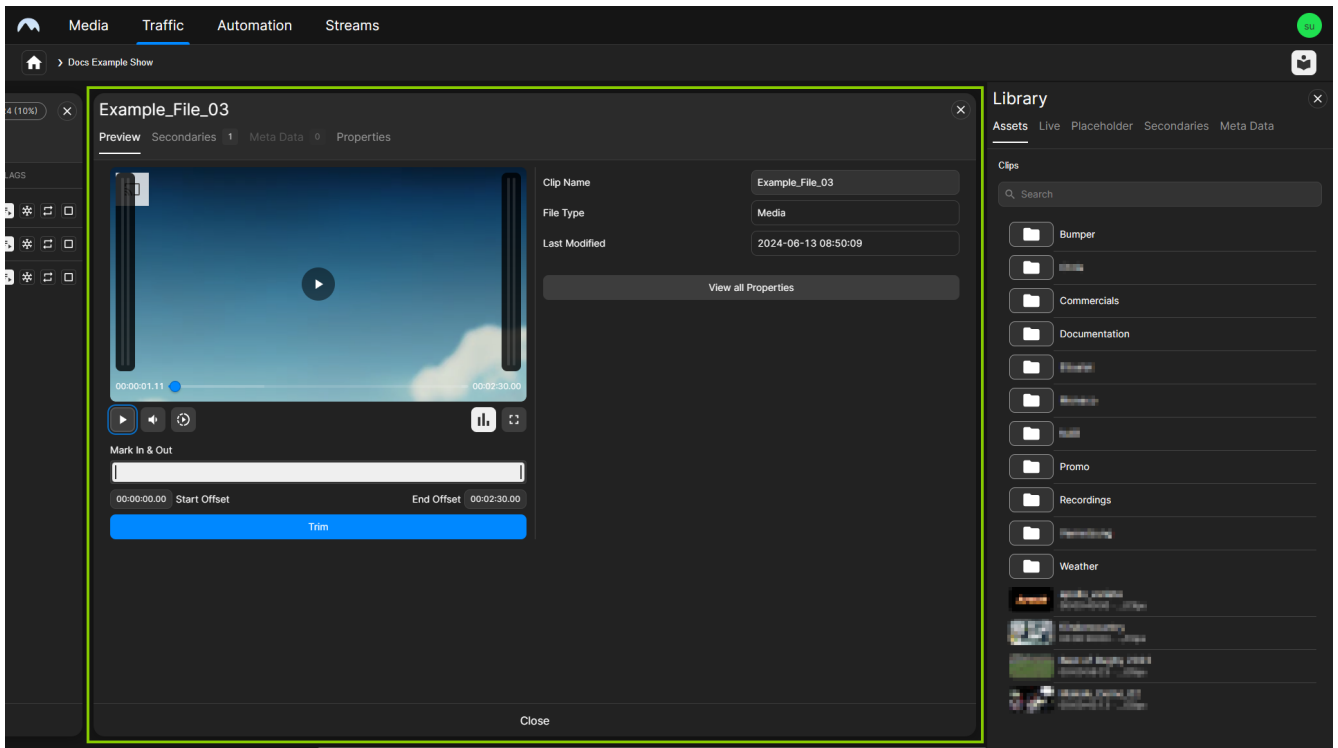 Media Traffic Automation Streams su
Docs Example Show
4 (10%)
LAGS
Example_File_03
Preview Secondaries 1 Meta Data 0 Properties
00:00:01.11 00:02:30.00
Mark In & Out
00:00:00.00 Start Offset End Offset 00:02:30.00
Trim
Clip Name Example_File_03
File Type Media
Last Modified 2024-06-13 08:50:09
View all Properties
Close
Library
Assets Live Placeholder Secondaries Meta Data
Clips
Search
Bumper
Commercials
Documentation
Promo
Recordings
Weather